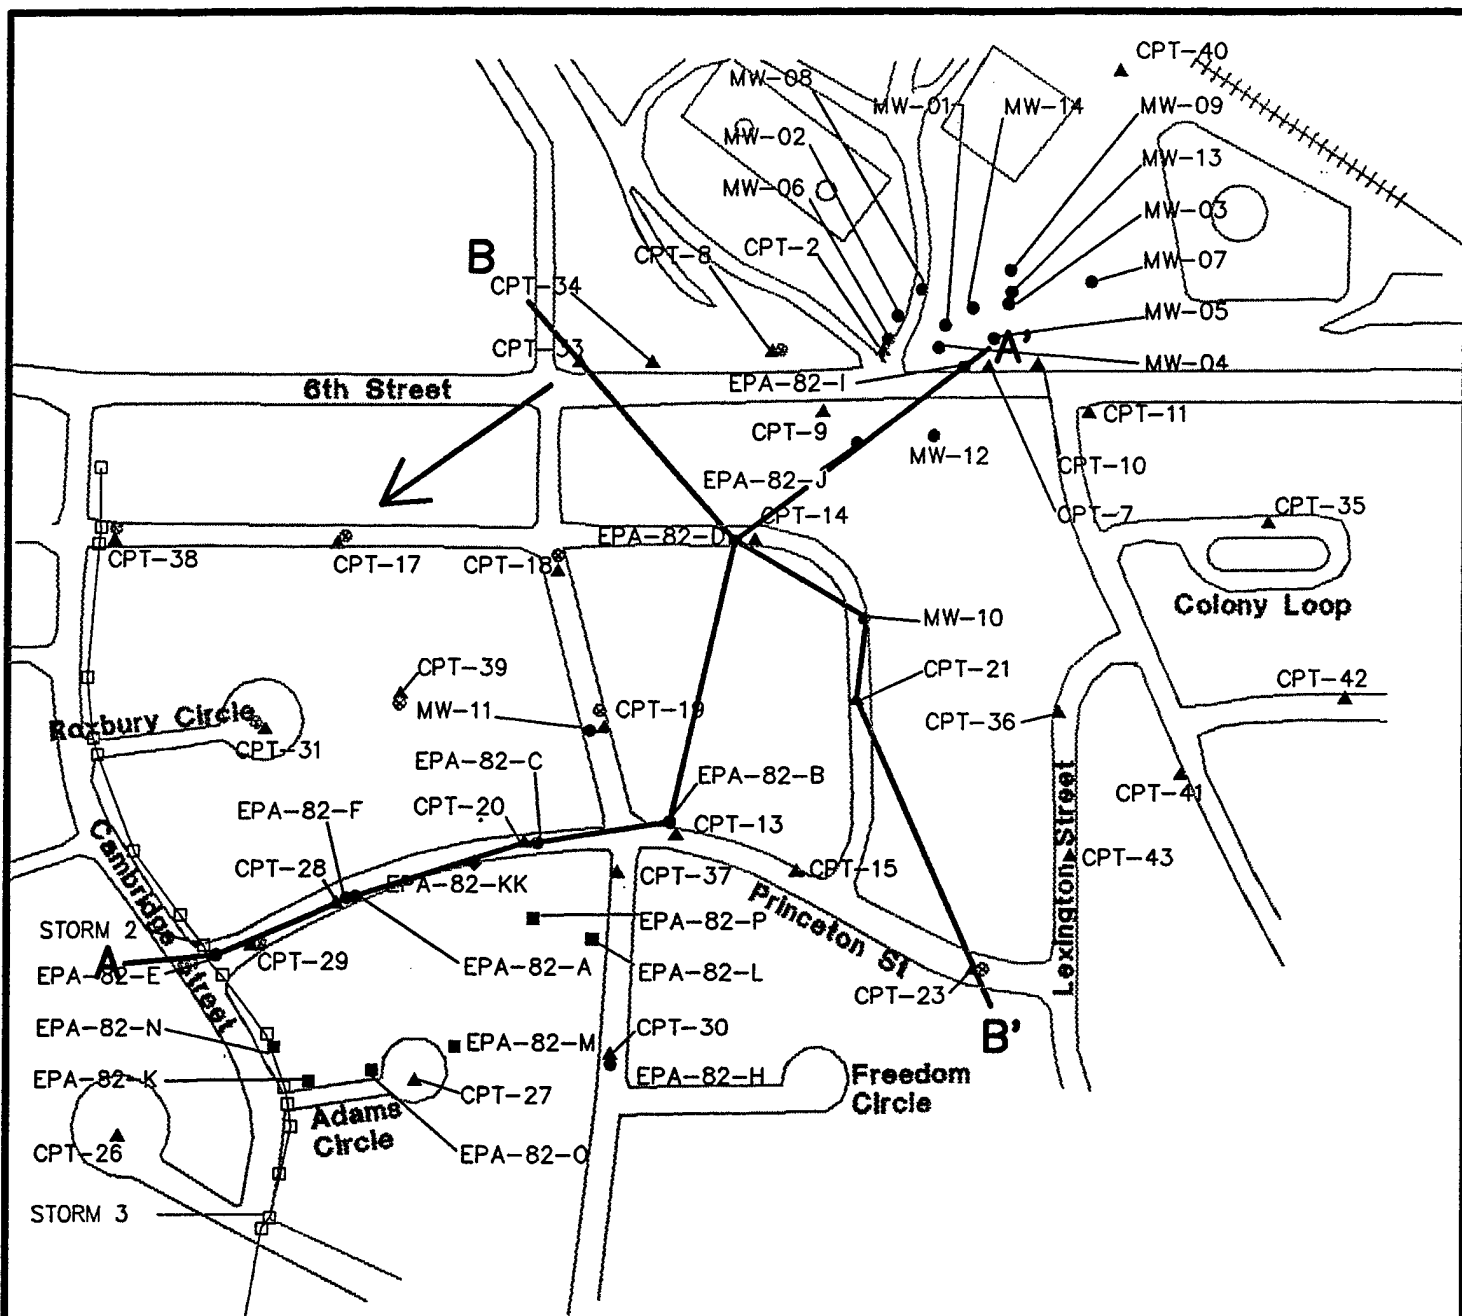 CPT-40
MW-08
MW-01
MW-14
MW-09
MW-02
MW-13
MW-06
MW-03
CPT-8
CPT-2
B
MW-07
CPT-34
MW-05
CPT-33
A'
MW-04
6th Street
EPA-82-I
CPT-9
CPT-11
MW-12
CPT-10
EPA-82-J
CPT-14
CPT-7
CPT-35
EPA-82-D
CPT-38
CPT-17
CPT-18
Colony Loop
MW-10
CPT-39
CPT-21
CPT-42
MW-11
CPT-19
Roxbury Circle
CPT-36
CPT-31
EPA-82-C
EPA-82-B
CPT-41
EPA-82-F
CPT-20
CPT-13
Cambridge Street
CPT-28
EPA-82-KK
CPT-37
CPT-15
Lexington Street
CPT-43
EPA-82-P
Princeton St
STORM 2
A
EPA-82-E
CPT-29
EPA-82-A
EPA-82-L
CPT-23
EPA-82-N
EPA-82-M
CPT-30
B'
EPA-82-K
CPT-27
EPA-82-H
Freedom
Circle
Adams
Circle
CPT-26
EPA-82-O
STORM 3